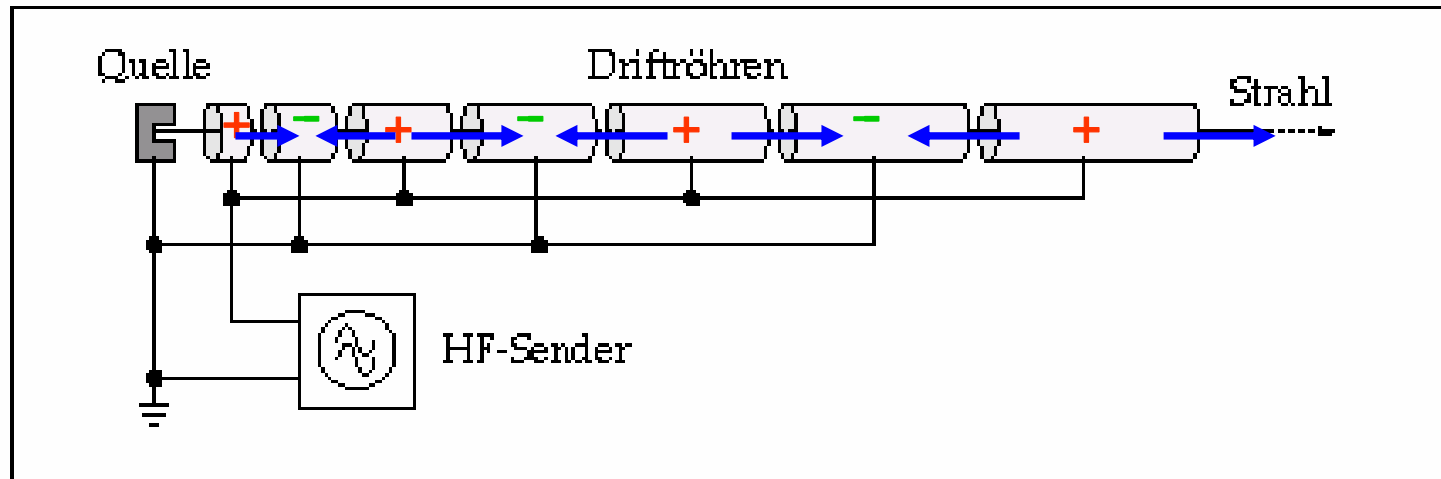 Quelle
Driftröhren
Strahl
+ − + − + − +
HF-Sender